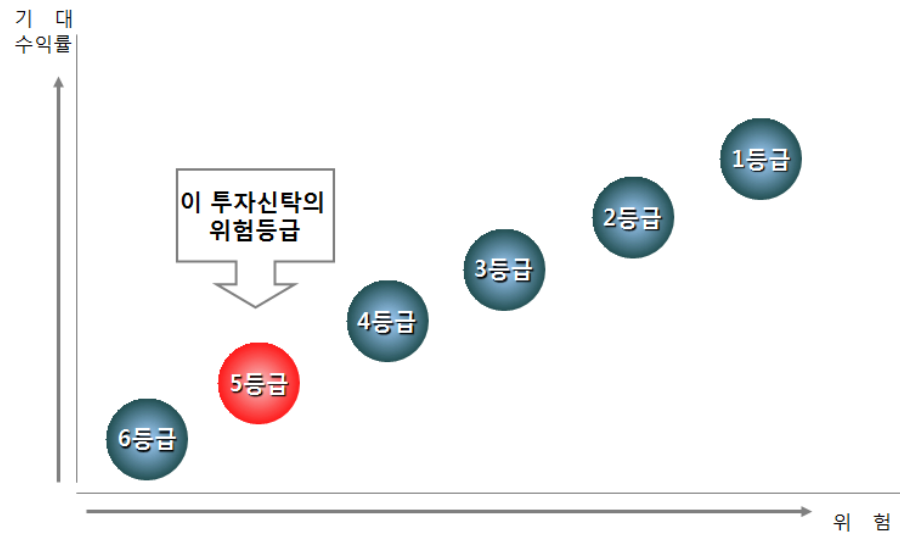 기 대
수익률
1등급
이 투자신탁의
위험등급
2등급
3등급
4등급
5등급
6등급
위 험